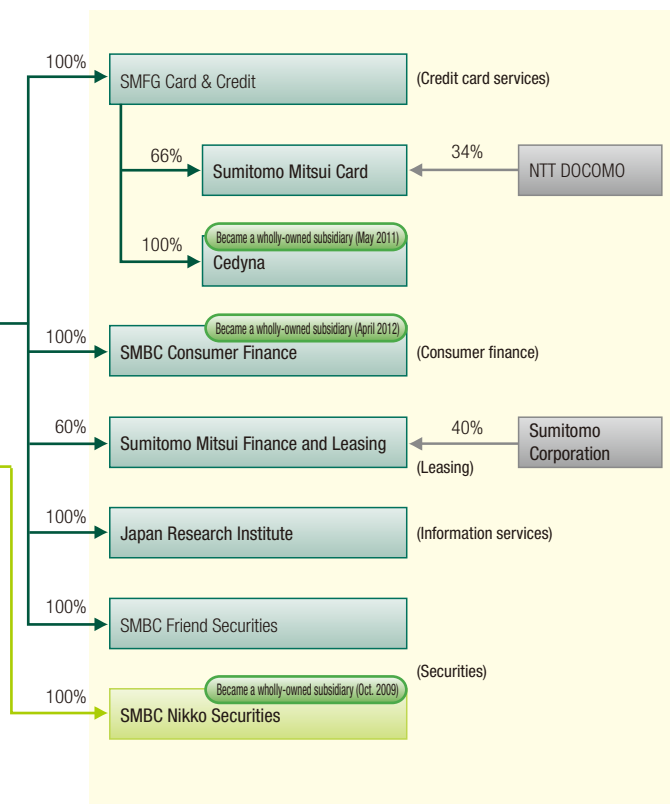 100%
SMFG Card & Credit
(Credit card services)
66%
Sumitomo Mitsui Card
34%
NTT DOCOMO
100%
Became a wholly-owned subsidiary (May 2011)
Cedyna
100%
Became a wholly-owned subsidiary (April 2012)
SMBC Consumer Finance
(Consumer finance)
60%
Sumitomo Mitsui Finance and Leasing
40%
Sumitomo
Corporation
(Leasing)
100%
Japan Research Institute
(Information services)
100%
SMBC Friend Securities
(Securities)
100%
Became a wholly-owned subsidiary (Oct. 2009)
SMBC Nikko Securities